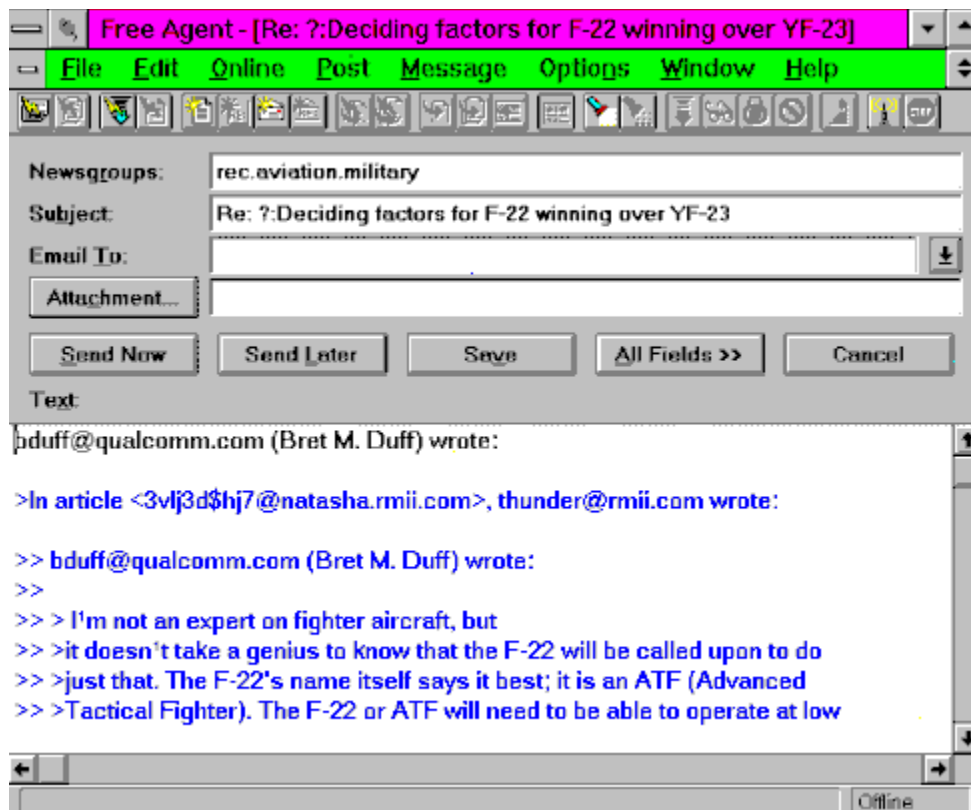 Free Agent - [Re: ?:Deciding factors for F-22 winning over YF-23]
File Edit Online Post Message Options Window Help
Newsgroups: rec.aviation.military
Subject: Re: ?:Deciding factors for F-22 winning over YF-23
Email To:
Attachment...
Send Now Send Later Save All Fields >> Cancel
Text:
bduff@qualcomm.com (Bret M. Duff) wrote:
>In article <3vlj3d$hj7@natasha.rmii.com>, thunder@rmii.com wrote:
>> bduff@qualcomm.com (Bret M. Duff) wrote:
>>
>> > I¹m not an expert on fighter aircraft, but
>> >it doesn¹t take a genius to know that the F-22 will be called upon to do
>> >just that. The F-22's name itself says it best; it is an ATF (Advanced
>> >Tactical Fighter). The F-22 or ATF will need to be able to operate at low
Offline